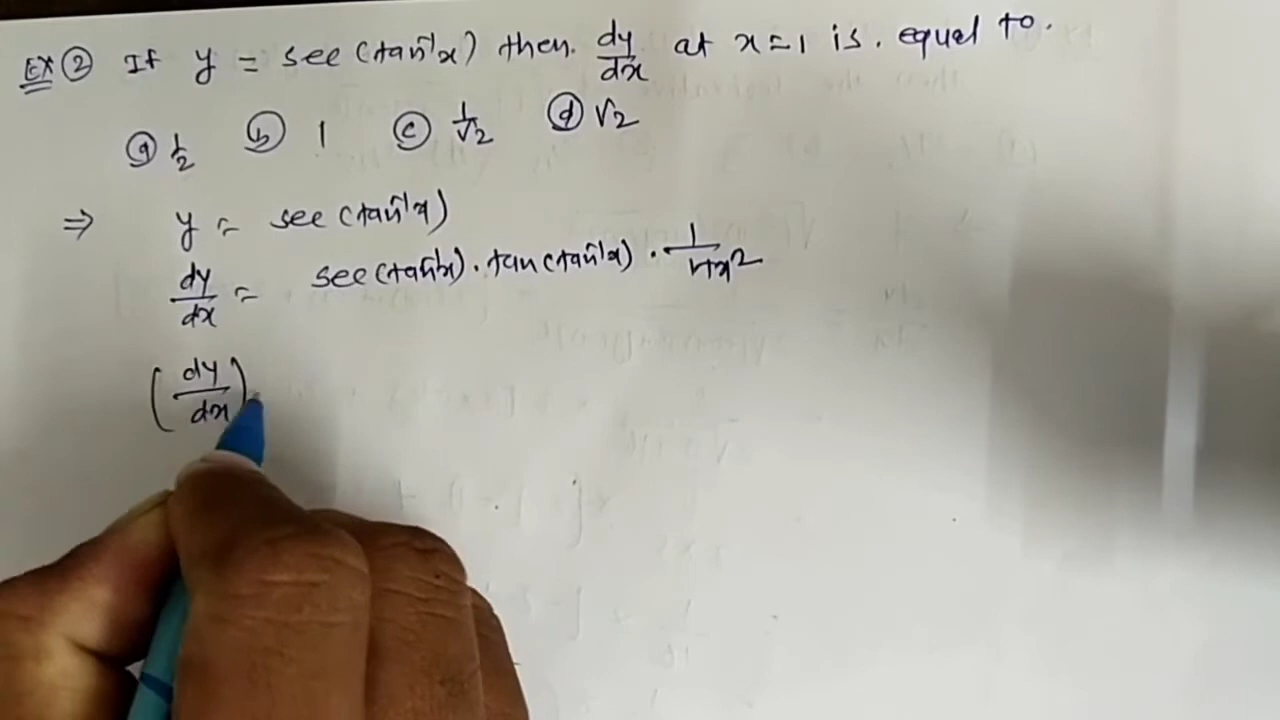 EX ② If y = sec(tan⁻¹x) then dy/dx at x=1 is. equal to.
ⓐ 1/2 ⓑ 1 ⓒ 1/√2 ⓓ √2
⇒ y = sec(tan⁻¹x)
dy/dx = sec(tan⁻¹x) · tan(tan⁻¹x) · 1/1+x²
(dy/dx)